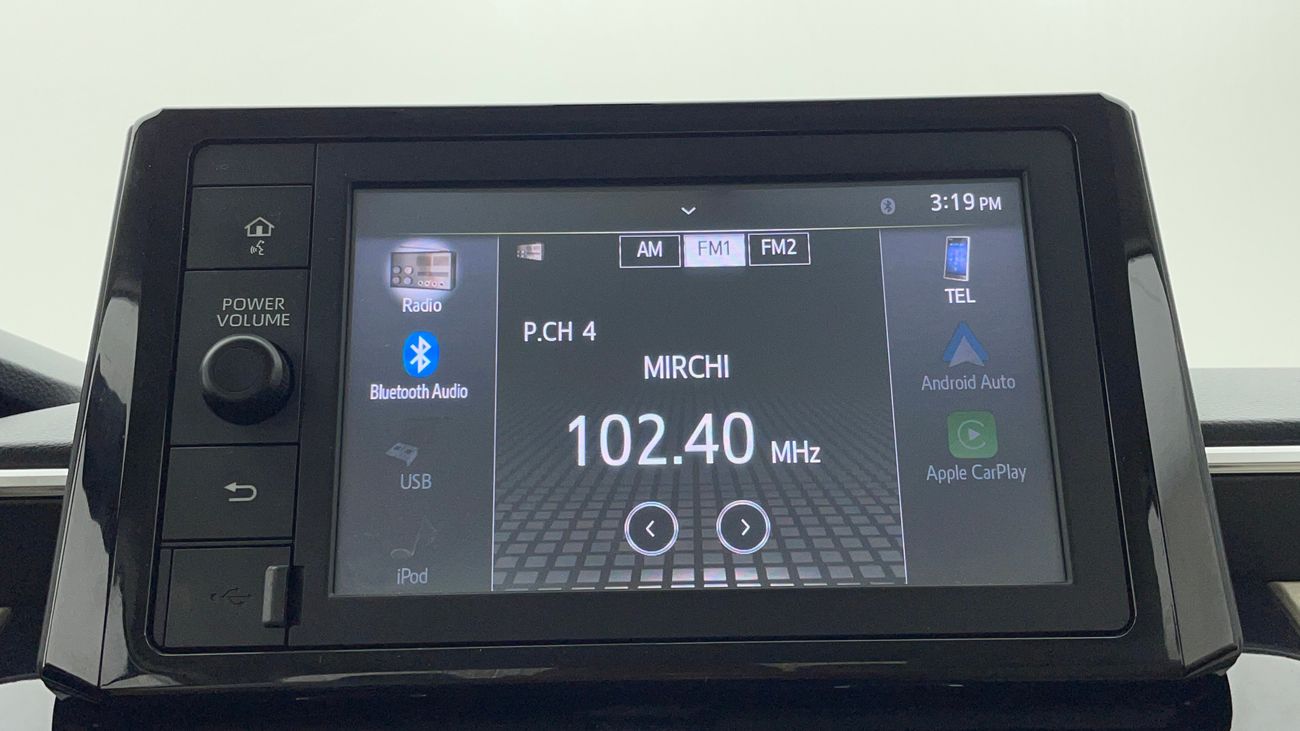 POWER
VOLUME
3:19 PM
AM
FM1
FM2
Radio
Bluetooth Audio
USB
iPod
P.CH 4
MIRCHI
102.40 MHz
TEL
Android Auto
Apple CarPlay